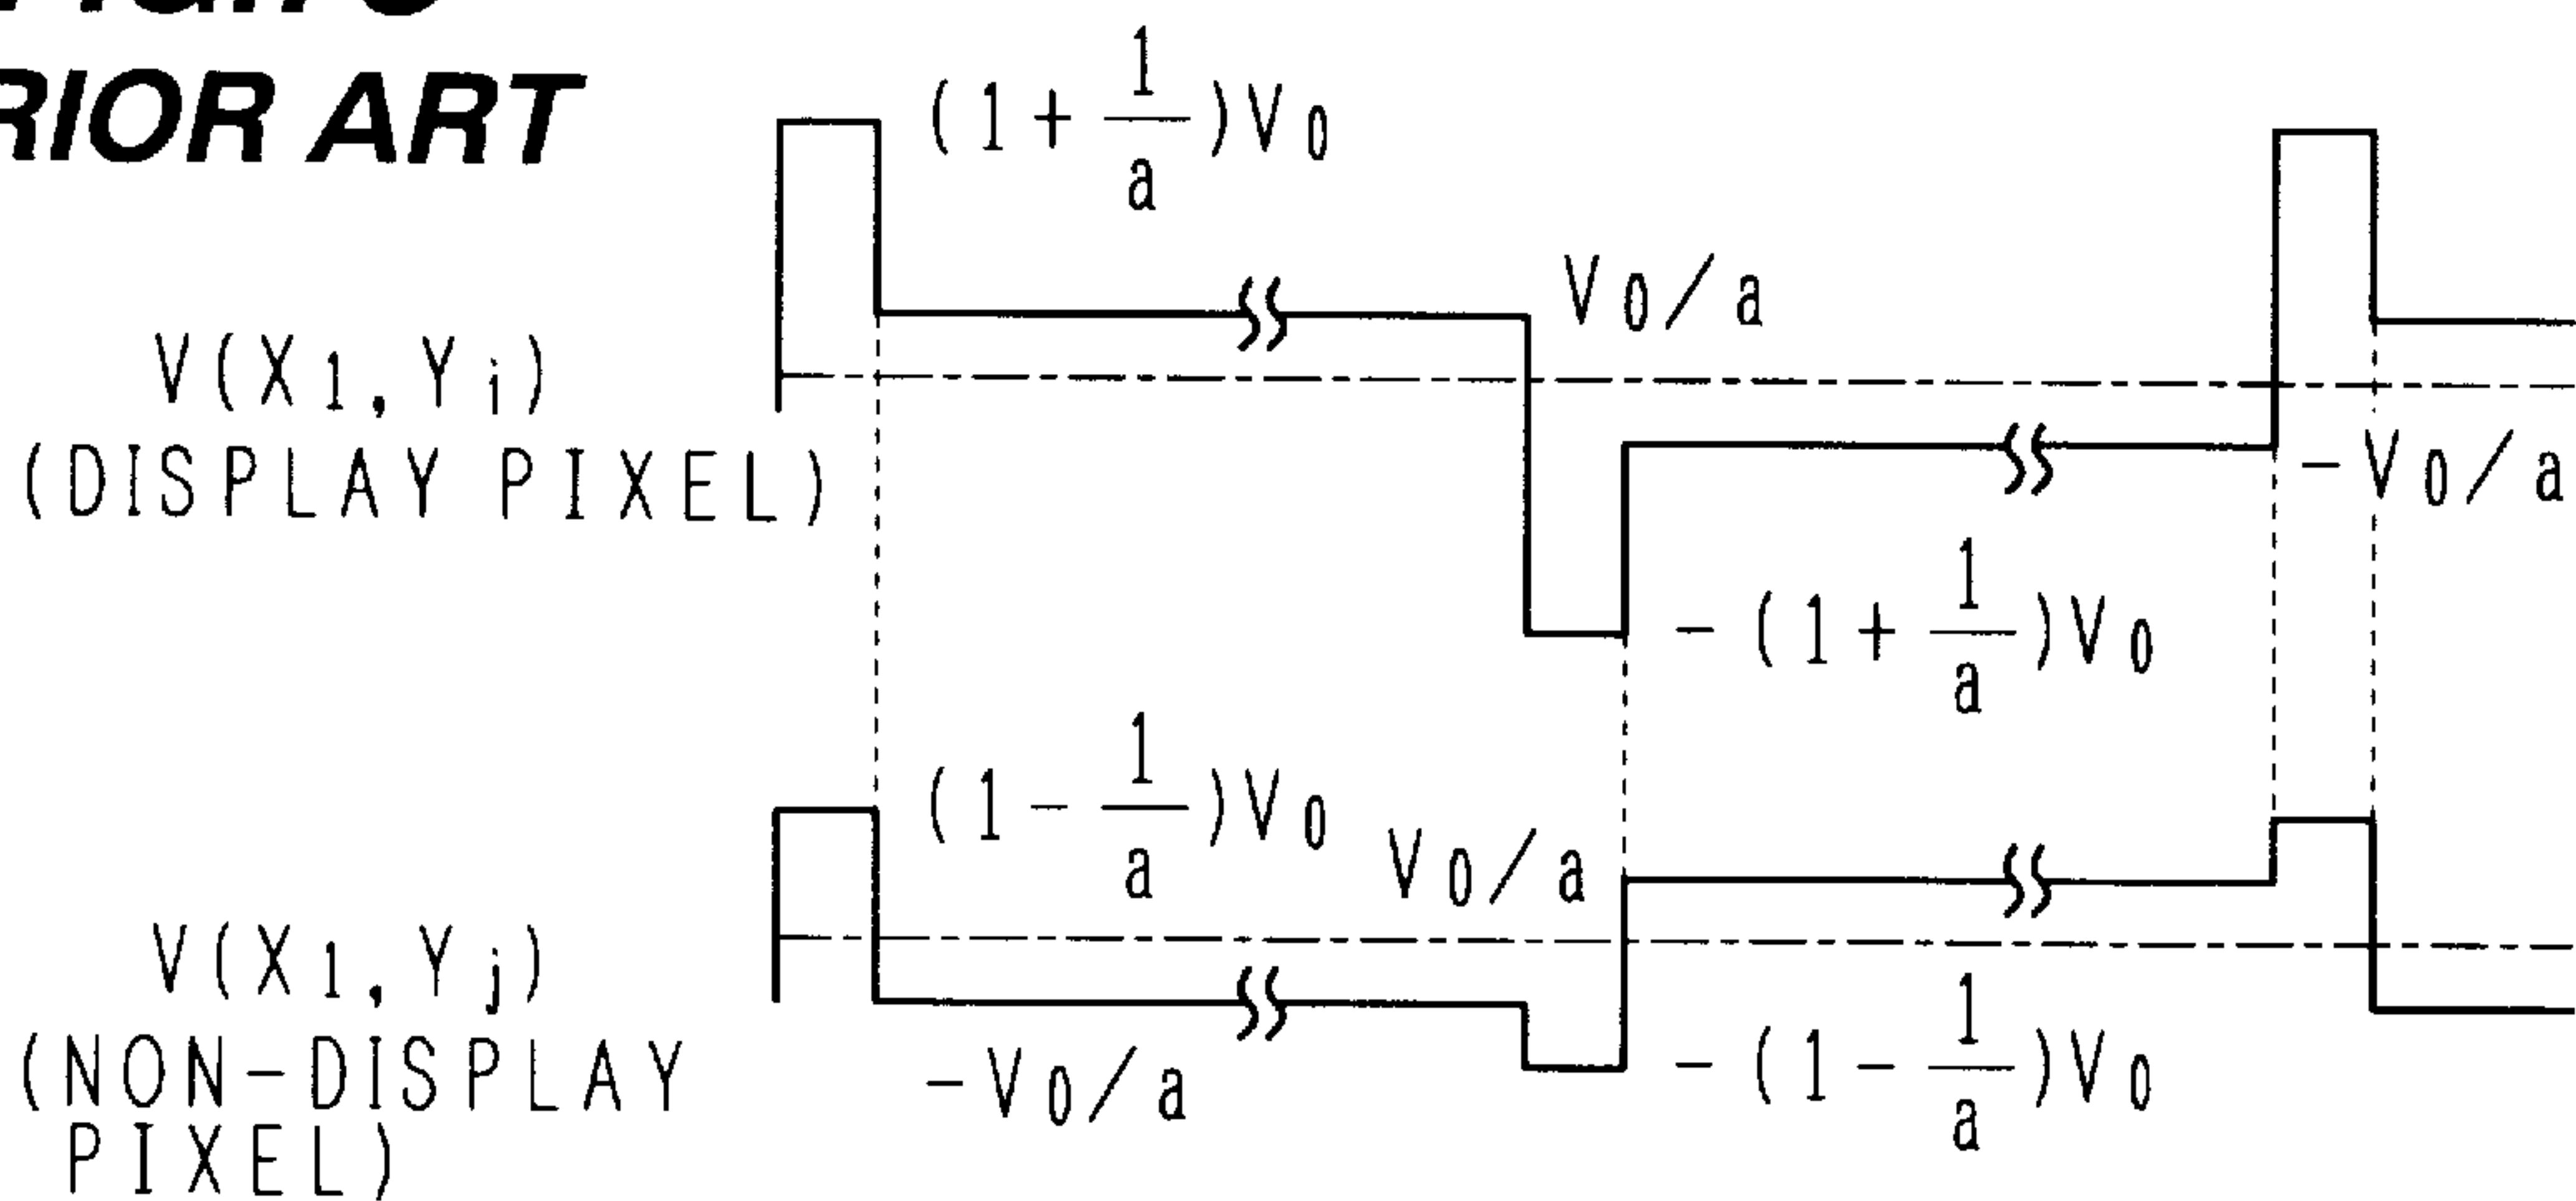 RIOR ART
(1 + 1/a)V0
V0/a
V(X1, Yi)
(DISPLAY PIXEL)
-V0/a
-(1 + 1/a)V0
(1 - 1/a)V0
V0/a
V(X1, Yj)
(NON-DISPLAY
PIXEL)
-V0/a
-(1 - 1/a)V0